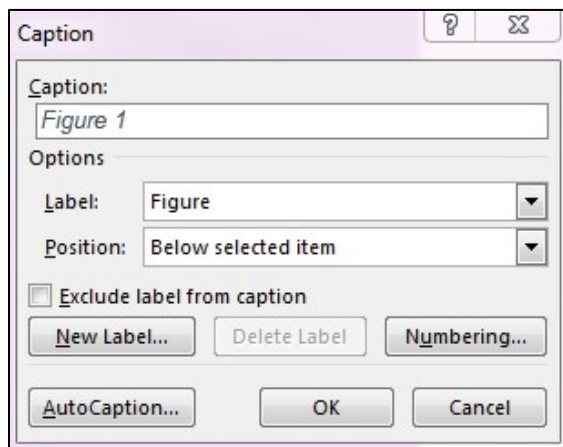 Caption
Caption:
Figure 1
Options
Label: Figure
Position: Below selected item
Exclude label from caption
New Label... Delete Label Numbering...
AutoCaption... OK Cancel